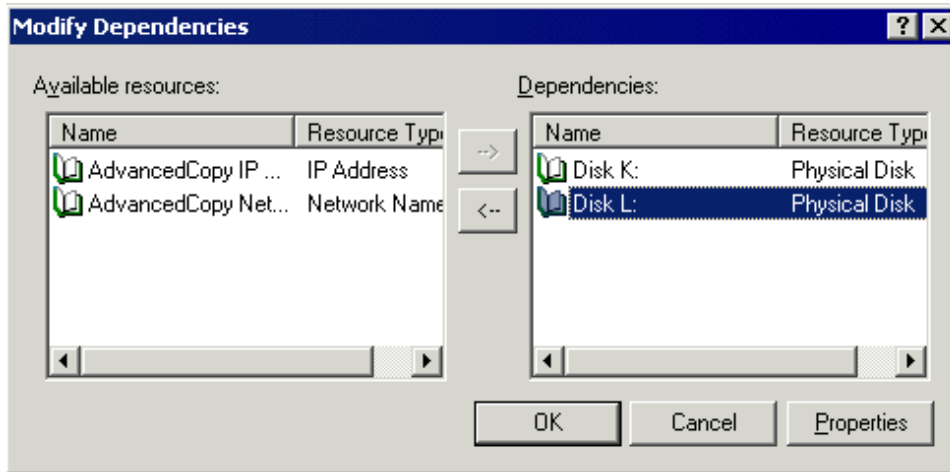 Modify Dependencies
Available resources:
Name Resource Typ
AdvancedCopy IP ... IP Address
AdvancedCopy Net... Network Name
-->
<--
Dependencies:
Name Resource Typ
Disk K: Physical Disk
Disk L: Physical Disk
OK Cancel Properties